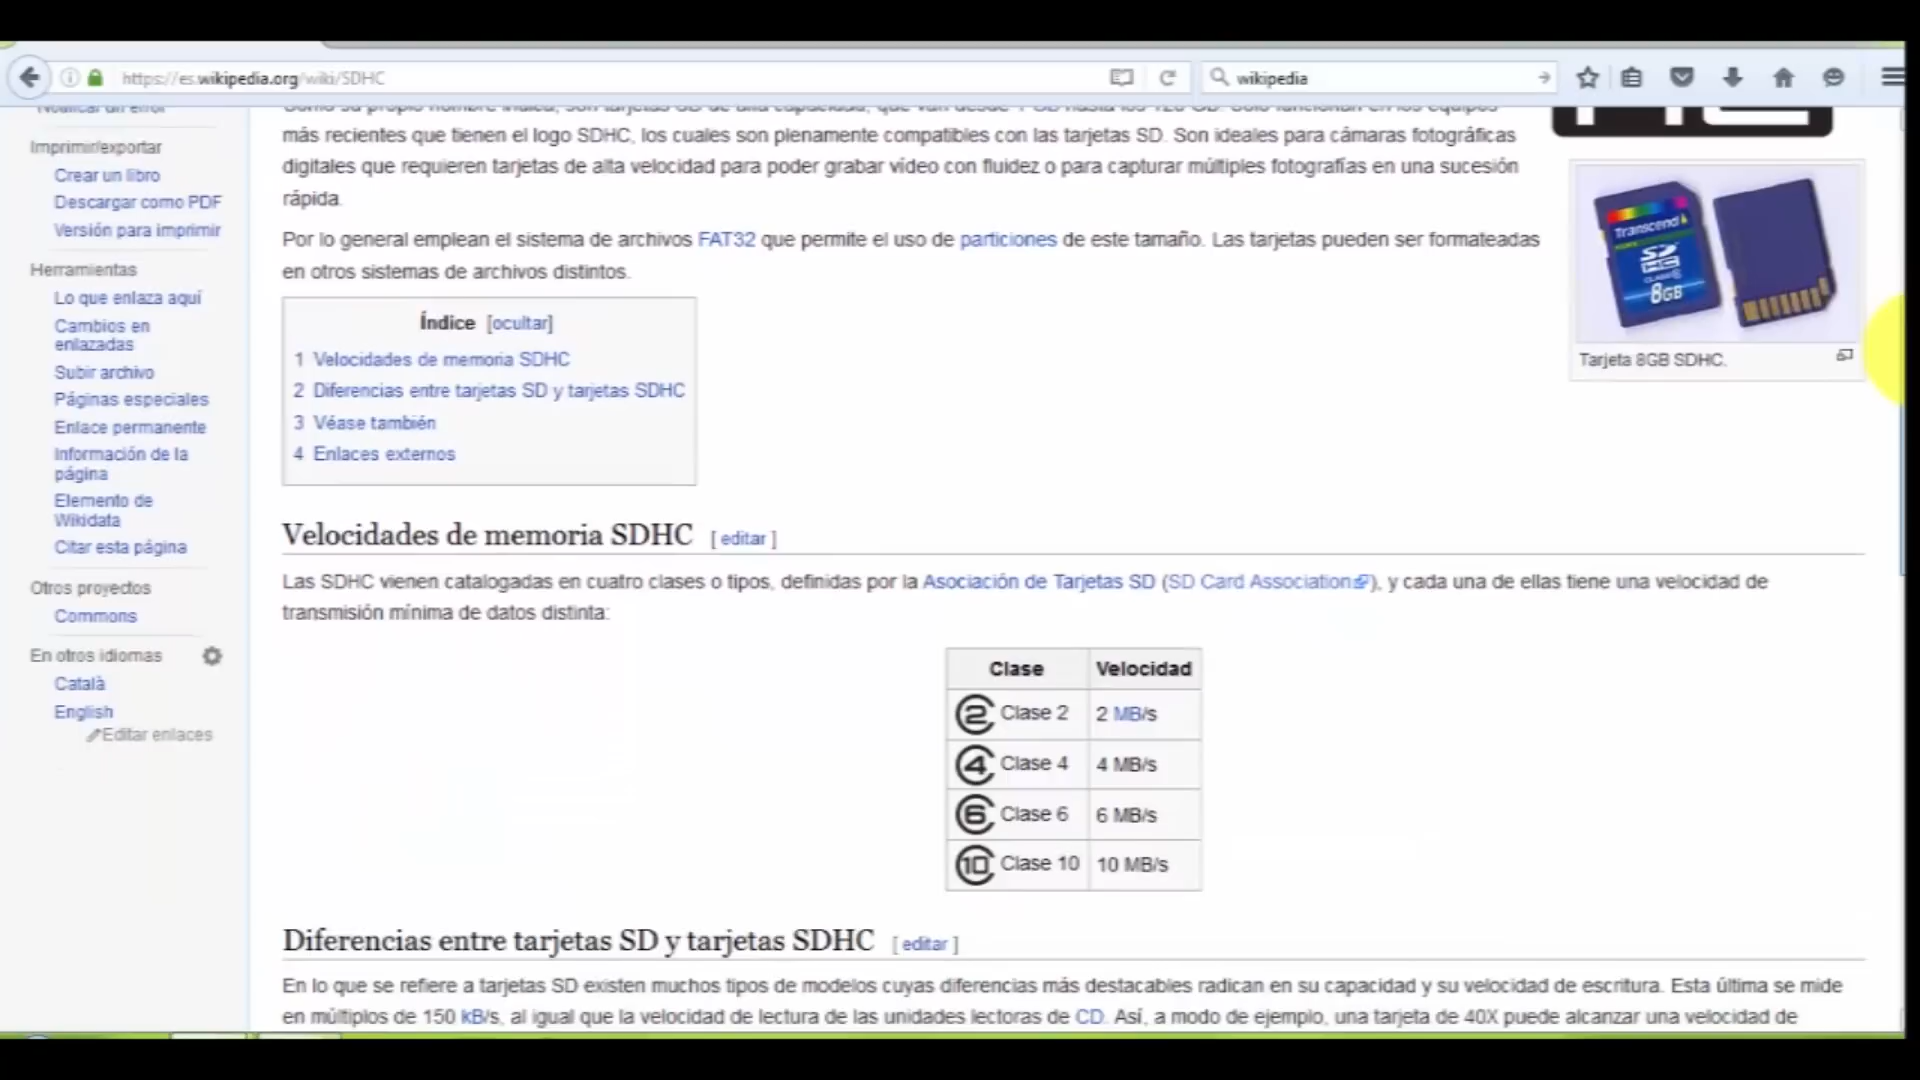 https://es.wikipedia.org/wiki/SDHC
wikipedia
Notificar un error
Imprimir/exportar
Crear un libro
Descargar como PDF
Versión para imprimir
Herramientas
Lo que enlaza aquí
Cambios en
enlazadas
Subir archivo
Páginas especiales
Enlace permanente
Información de la
página
Elemento de
Wikidata
Citar esta página
Otros proyectos
Commons
En otros idiomas
Català
English
Editar enlaces
más recientes que tienen el logo SDHC, los cuales son plenamente compatibles con las tarjetas SD. Son ideales para cámaras fotográficas
digitales que requieren tarjetas de alta velocidad para poder grabar vídeo con fluidez o para capturar múltiples fotografías en una sucesión
rápida.
Por lo general emplean el sistema de archivos FAT32 que permite el uso de particiones de este tamaño. Las tarjetas pueden ser formateadas
en otros sistemas de archivos distintos.
Transcend
SD
HC
CLASS 6
8GB
Tarjeta 8GB SDHC.
Índice [ocultar]
1 Velocidades de memoria SDHC
2 Diferencias entre tarjetas SD y tarjetas SDHC
3 Véase también
4 Enlaces externos
Velocidades de memoria SDHC [ editar ]
Las SDHC vienen catalogadas en cuatro clases o tipos, definidas por la Asociación de Tarjetas SD (SD Card Association), y cada una de ellas tiene una velocidad de
transmisión mínima de datos distinta:
Clase Velocidad
2 Clase 2 2 MB/s
4 Clase 4 4 MB/s
6 Clase 6 6 MB/s
10 Clase 10 10 MB/s
Diferencias entre tarjetas SD y tarjetas SDHC [ editar ]
En lo que se refiere a tarjetas SD existen muchos tipos de modelos cuyas diferencias más destacables radican en su capacidad y su velocidad de escritura. Esta última se mide
en múltiplos de 150 kB/s, al igual que la velocidad de lectura de las unidades lectoras de CD. Así, a modo de ejemplo, una tarjeta de 40X puede alcanzar una velocidad de